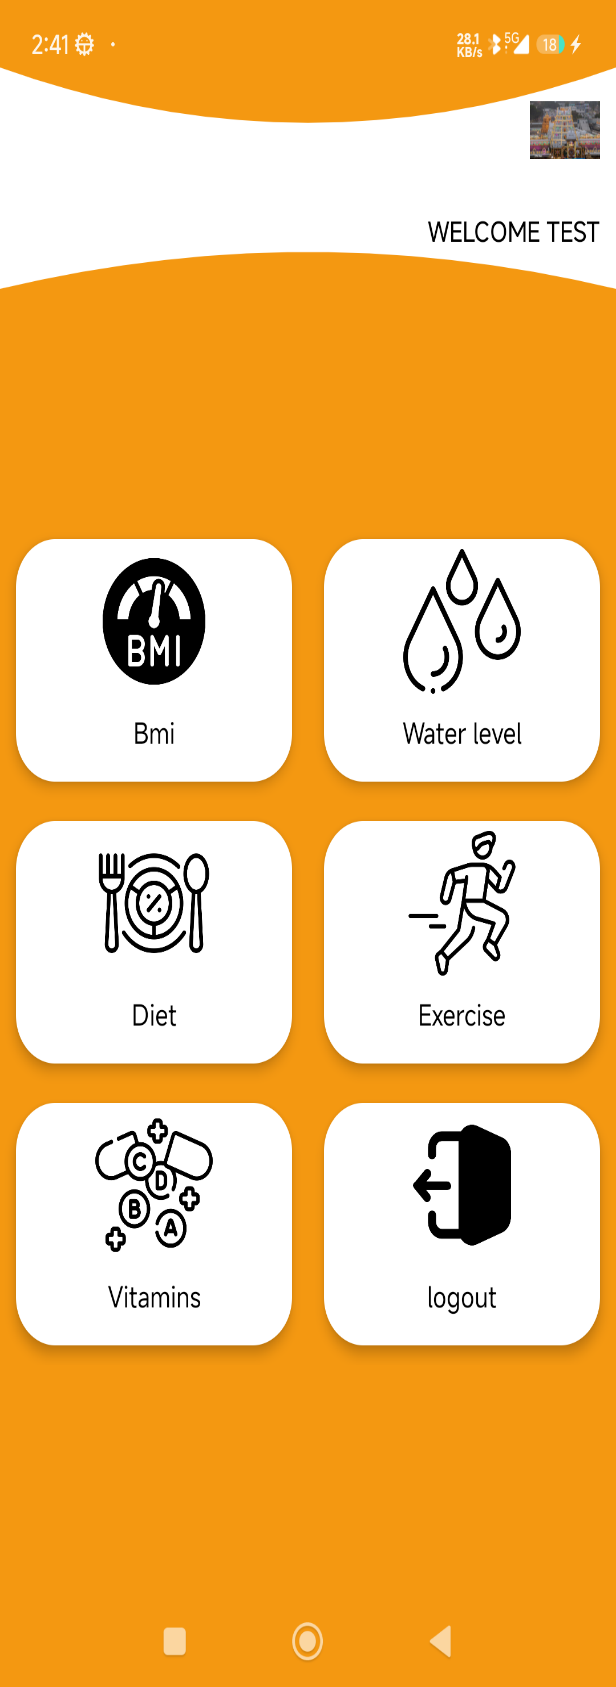 2:41
28.1
KB/s
5G
18
WELCOME TEST
BMI
Bmi
Water level
Diet
Exercise
C
D
B
A
Vitamins
logout